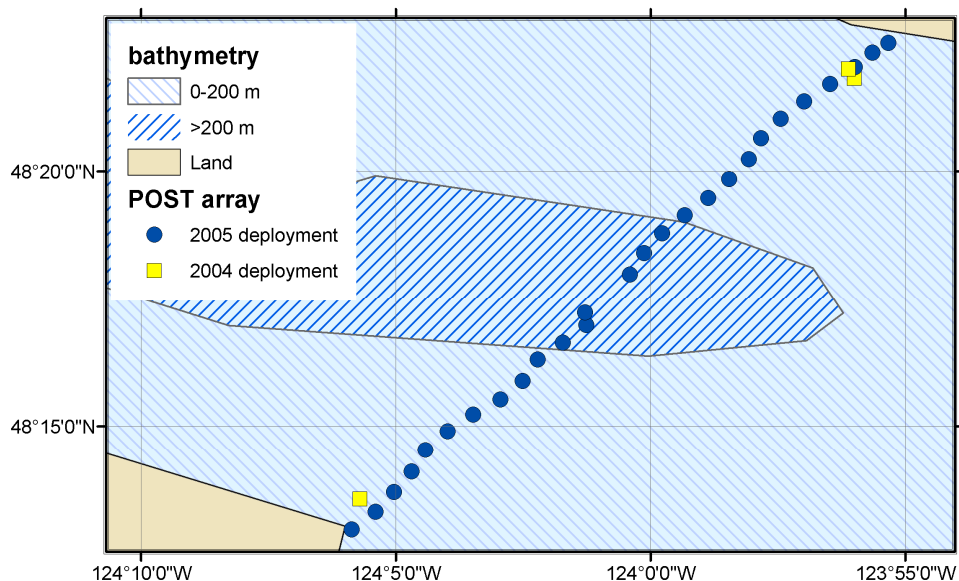 bathymetry
0-200 m
>200 m
Land
POST array
2005 deployment
2004 deployment
48°20'0"N
48°15'0"N
124°10'0"W
124°5'0"W
124°0'0"W
123°55'0"W